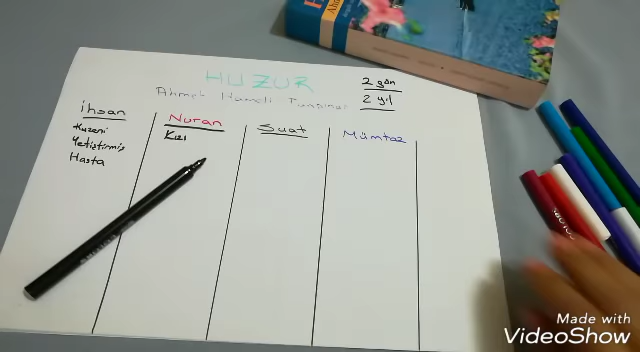 HUZUR
Ahmet Hamdi Tanpınar
2 gün
2 yıl
İhsan
Kuzeni
Yetiştirmiş
Hasta
Nuran
Kızı
Suat
Mümtaz
Made with
VideoShow